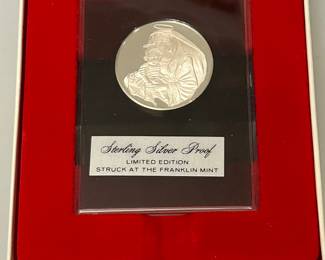 Sterling Silver Proof
LIMITED EDITION
STRUCK AT THE FRANKLIN MINT